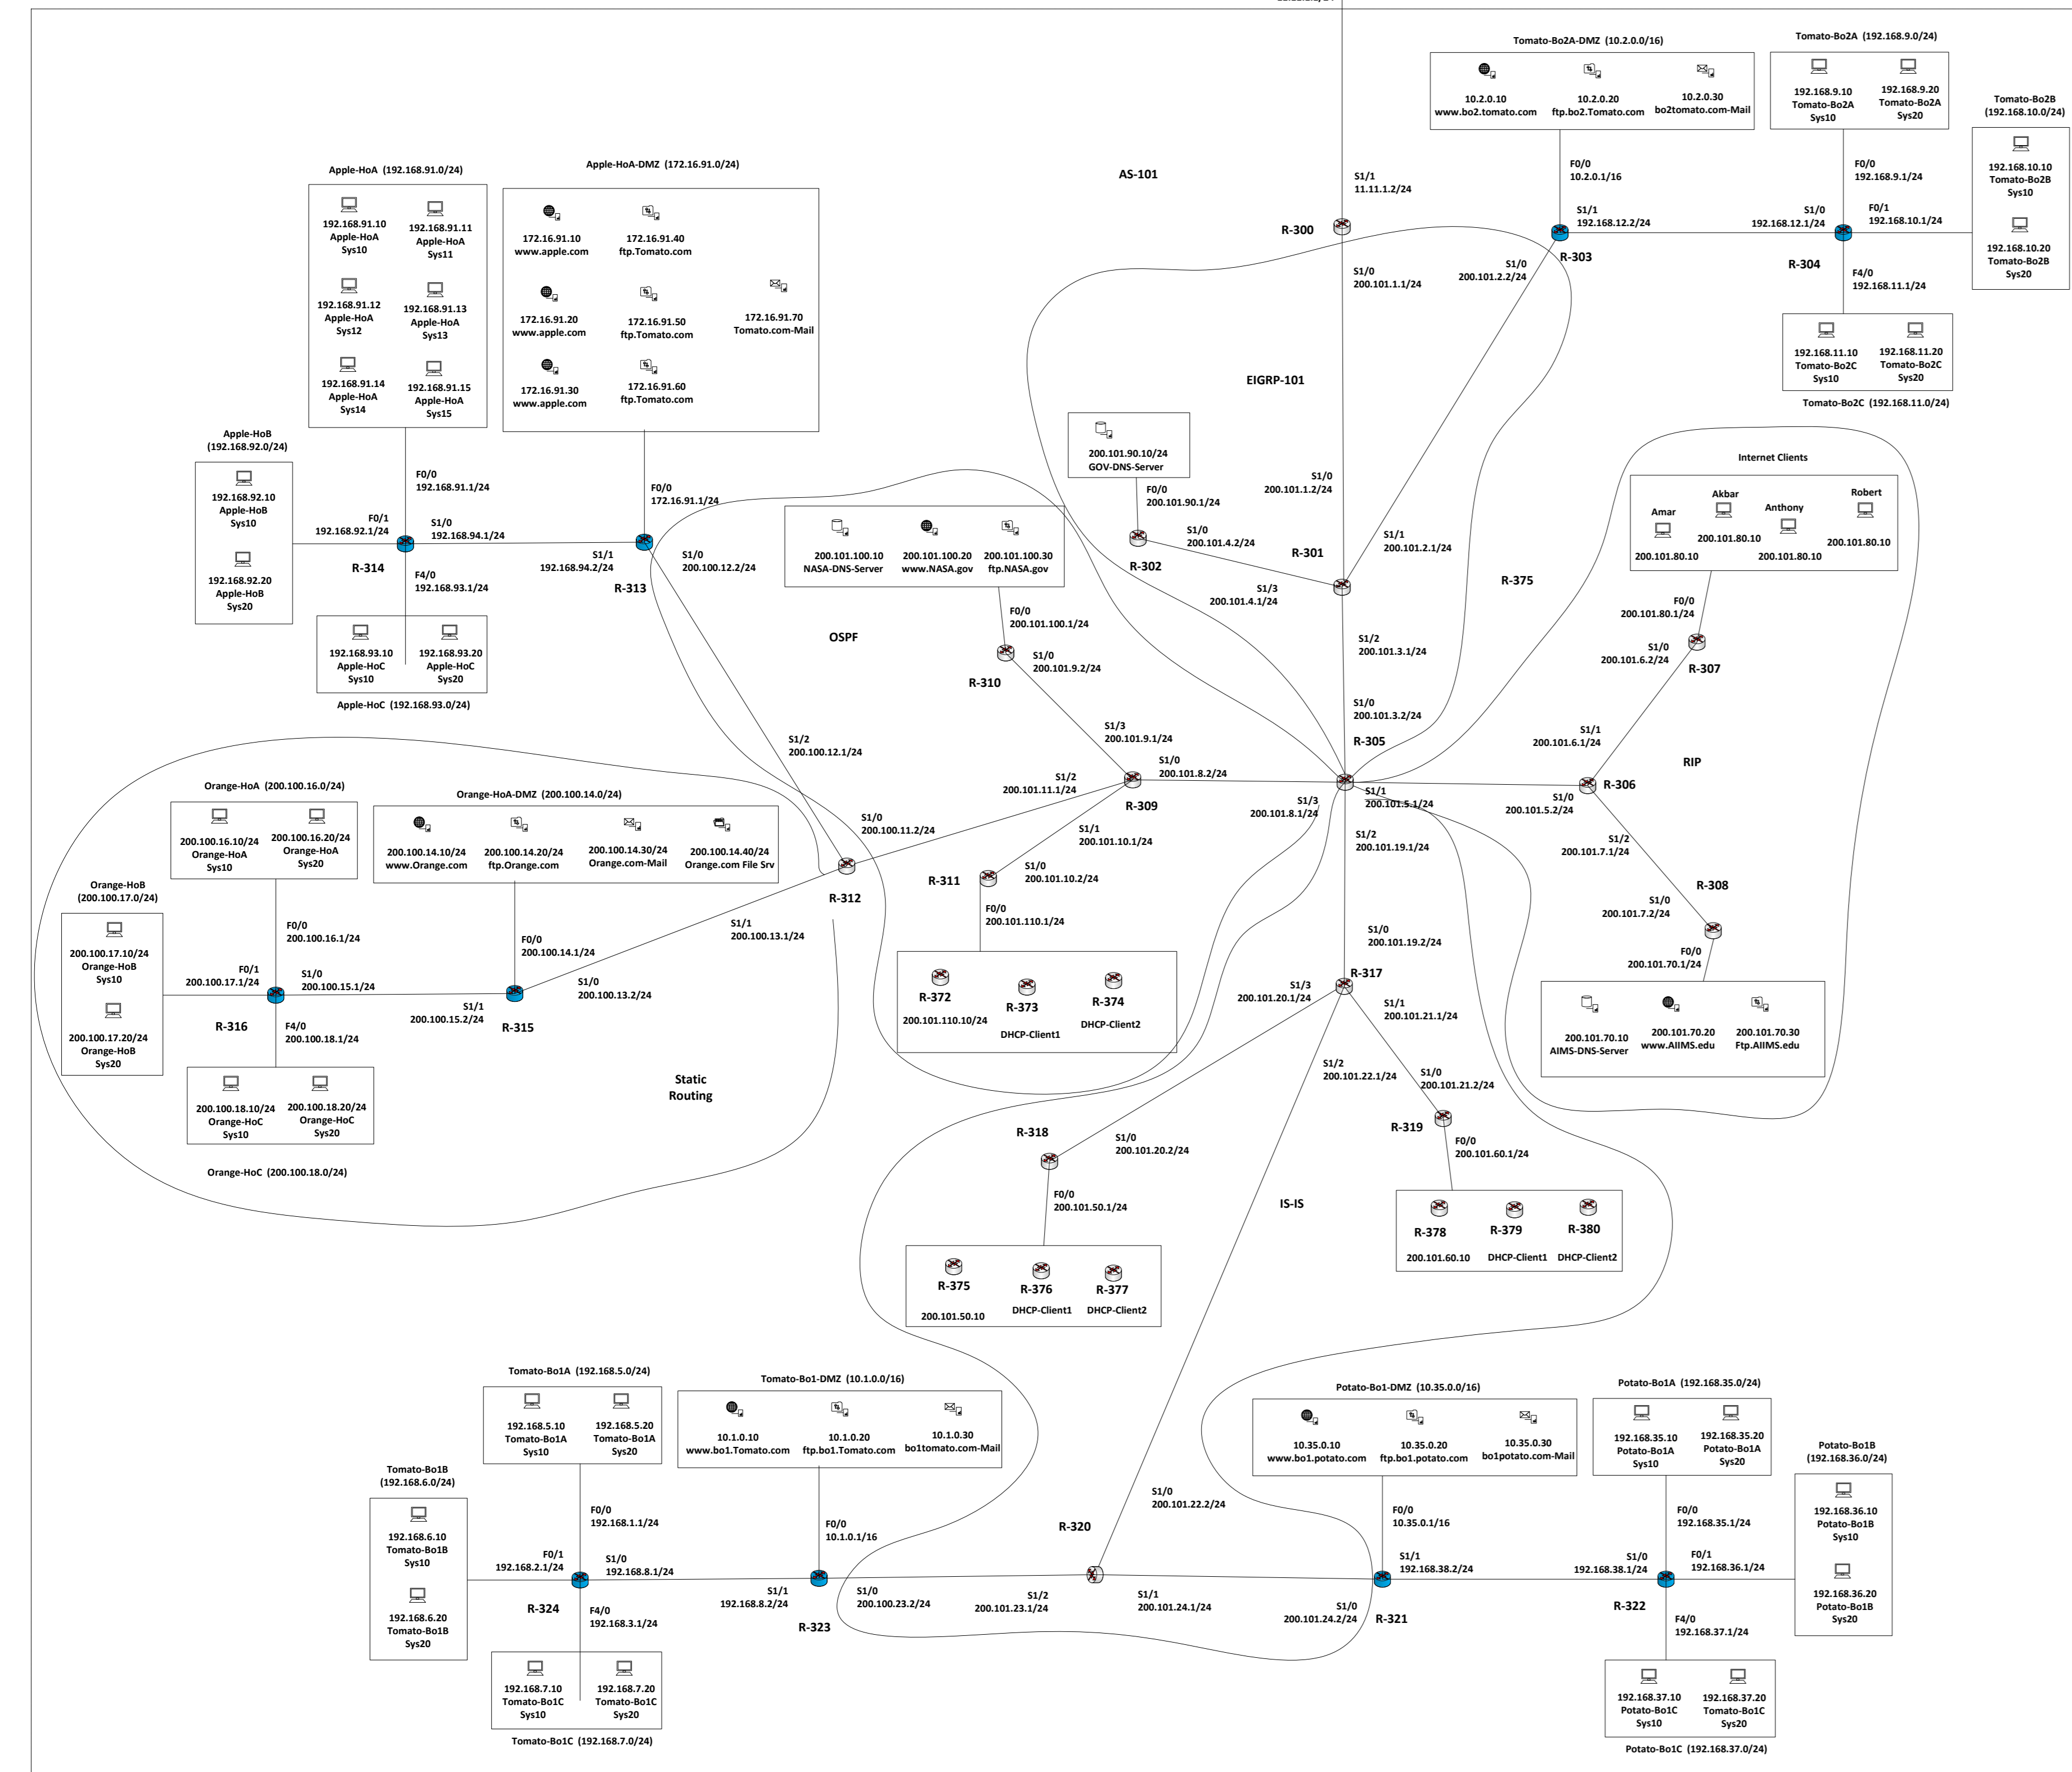 Tomato-Bo2A-DMZ (10.2.0.0/16)
10.2.0.10
www.bo2.tomato.com
10.2.0.20
ftp.bo2.Tomato.com
10.2.0.30
bo2tomato.com-Mail
Tomato-Bo2A (192.168.9.0/24)
192.168.9.10
Tomato-Bo2A
Sys10
192.168.9.20
Tomato-Bo2A
Sys20
Tomato-Bo2B
(192.168.10.0/24)
192.168.10.10
Tomato-Bo2B
Sys10
192.168.10.20
Tomato-Bo2B
Sys20
F0/0
10.2.0.1/16
F0/0
192.168.9.1/24
S1/1
192.168.12.2/24
S1/0
192.168.12.1/24
F0/1
192.168.10.1/24
R-303
R-304
F4/0
192.168.11.1/24
192.168.11.10
Tomato-Bo2C
Sys10
192.168.11.20
Tomato-Bo2C
Sys20
Tomato-Bo2C (192.168.11.0/24)
AS-101
S1/1
11.11.1.2/24
R-300
S1/0
200.101.1.1/24
S1/0
200.101.2.2/24
EIGRP-101
200.101.90.10/24
GOV-DNS-Server
F0/0
200.101.90.1/24
S1/0
200.101.1.2/24
S1/0
200.101.4.2/24
R-302
R-301
S1/1
200.101.2.1/24
S1/3
200.101.4.1/24
S1/2
200.101.3.1/24
R-375
S1/0
200.101.3.2/24
R-305
Apple-HoA (192.168.91.0/24)
192.168.91.10
Apple-HoA
Sys10
192.168.91.11
Apple-HoA
Sys11
192.168.91.12
Apple-HoA
Sys12
192.168.91.13
Apple-HoA
Sys13
192.168.91.14
Apple-HoA
Sys14
192.168.91.15
Apple-HoA
Sys15
Apple-HoA-DMZ (172.16.91.0/24)
172.16.91.10
www.apple.com
172.16.91.40
ftp.Tomato.com
172.16.91.20
www.apple.com
172.16.91.50
ftp.Tomato.com
172.16.91.70
Tomato.com-Mail
172.16.91.30
www.apple.com
172.16.91.60
ftp.Tomato.com
Apple-HoB
(192.168.92.0/24)
192.168.92.10
Apple-HoB
Sys10
192.168.92.20
Apple-HoB
Sys20
F0/0
192.168.91.1/24
F0/1
192.168.92.1/24
S1/0
192.168.94.1/24
R-314
F4/0
192.168.93.1/24
F0/0
172.16.91.1/24
S1/1
192.168.94.2/24
S1/0
200.100.12.2/24
R-313
192.168.93.10
Apple-HoC
Sys10
192.168.93.20
Apple-HoC
Sys20
Apple-HoC (192.168.93.0/24)
200.101.100.10
NASA-DNS-Server
200.101.100.20
www.NASA.gov
200.101.100.30
ftp.NASA.gov
F0/0
200.101.100.1/24
OSPF
S1/0
200.101.9.2/24
R-310
S1/3
200.101.9.1/24
S1/2
200.100.12.1/24
S1/2
200.101.11.1/24
S1/0
200.101.8.2/24
R-309
S1/3
200.101.8.1/24
S1/0
200.100.11.2/24
S1/1
200.101.10.1/24
S1/0
200.101.10.2/24
R-311
R-312
F0/0
200.101.110.1/24
R-372
200.101.110.10/24
R-373
DHCP-Client1
R-374
DHCP-Client2
Internet Clients
Amar
200.101.80.10
Akbar
200.101.80.10
Anthony
200.101.80.10
Robert
200.101.80.10
F0/0
200.101.80.1/24
S1/0
200.101.6.2/24
R-307
S1/1
200.101.6.1/24
RIP
R-306
S1/1
200.101.5.1/24
S1/0
200.101.5.2/24
S1/2
200.101.7.1/24
R-308
S1/0
200.101.7.2/24
F0/0
200.101.70.1/24
200.101.70.10
AIMS-DNS-Server
200.101.70.20
www.AIIMS.edu
200.101.70.30
Ftp.AIIMS.edu
Orange-HoA (200.100.16.0/24)
200.100.16.10/24
Orange-HoA
Sys10
200.100.16.20/24
Orange-HoA
Sys20
Orange-HoA-DMZ (200.100.14.0/24)
200.100.14.10/24
www.Orange.com
200.100.14.20/24
ftp.Orange.com
200.100.14.30/24
Orange.com-Mail
200.100.14.40/24
Orange.com File Srv
Orange-HoB
(200.100.17.0/24)
200.100.17.10/24
Orange-HoB
Sys10
200.100.17.20/24
Orange-HoB
Sys20
F0/0
200.100.16.1/24
F0/1
200.100.17.1/24
S1/0
200.100.15.1/24
R-316
F4/0
200.100.18.1/24
F0/0
200.100.14.1/24
S1/1
200.100.13.1/24
S1/0
200.100.13.2/24
S1/1
200.100.15.2/24
R-315
200.100.18.10/24
Orange-HoC
Sys10
200.100.18.20/24
Orange-HoC
Sys20
Orange-HoC (200.100.18.0/24)
Static
Routing
S1/2
200.101.19.1/24
S1/0
200.101.19.2/24
R-317
S1/3
200.101.20.1/24
S1/1
200.101.21.1/24
S1/2
200.101.22.1/24
S1/0
200.101.21.2/24
R-319
F0/0
200.101.60.1/24
R-318
S1/0
200.101.20.2/24
F0/0
200.101.50.1/24
IS-IS
R-378
200.101.60.10
R-379
DHCP-Client1
R-380
DHCP-Client2
R-375
200.101.50.10
R-376
DHCP-Client1
R-377
DHCP-Client2
Tomato-Bo1A (192.168.5.0/24)
192.168.5.10
Tomato-Bo1A
Sys10
192.168.5.20
Tomato-Bo1A
Sys20
Tomato-Bo1-DMZ (10.1.0.0/16)
10.1.0.10
www.bo1.Tomato.com
10.1.0.20
ftp.bo1.Tomato.com
10.1.0.30
bo1tomato.com-Mail
Tomato-Bo1B
(192.168.6.0/24)
192.168.6.10
Tomato-Bo1B
Sys10
192.168.6.20
Tomato-Bo1B
Sys20
F0/0
192.168.1.1/24
F0/1
192.168.2.1/24
S1/0
192.168.8.1/24
R-324
F4/0
192.168.3.1/24
F0/0
10.1.0.1/16
S1/1
192.168.8.2/24
S1/0
200.100.23.2/24
R-323
192.168.7.10
Tomato-Bo1C
Sys10
192.168.7.20
Tomato-Bo1C
Sys20
Tomato-Bo1C (192.168.7.0/24)
S1/0
200.101.22.2/24
R-320
S1/2
200.101.23.1/24
S1/1
200.101.24.1/24
S1/0
200.101.24.2/24
R-321
Potato-Bo1-DMZ (10.35.0.0/16)
10.35.0.10
www.bo1.potato.com
10.35.0.20
ftp.bo1.potato.com
10.35.0.30
bo1potato.com-Mail
Potato-Bo1A (192.168.35.0/24)
192.168.35.10
Potato-Bo1A
Sys10
192.168.35.20
Potato-Bo1A
Sys20
Potato-Bo1B
(192.168.36.0/24)
192.168.36.10
Potato-Bo1B
Sys10
192.168.36.20
Potato-Bo1B
Sys20
F0/0
10.35.0.1/16
S1/1
192.168.38.2/24
F0/0
192.168.35.1/24
S1/0
192.168.38.1/24
F0/1
192.168.36.1/24
R-322
F4/0
192.168.37.1/24
192.168.37.10
Potato-Bo1C
Sys10
192.168.37.20
Tomato-Bo1C
Sys20
Potato-Bo1C (192.168.37.0/24)